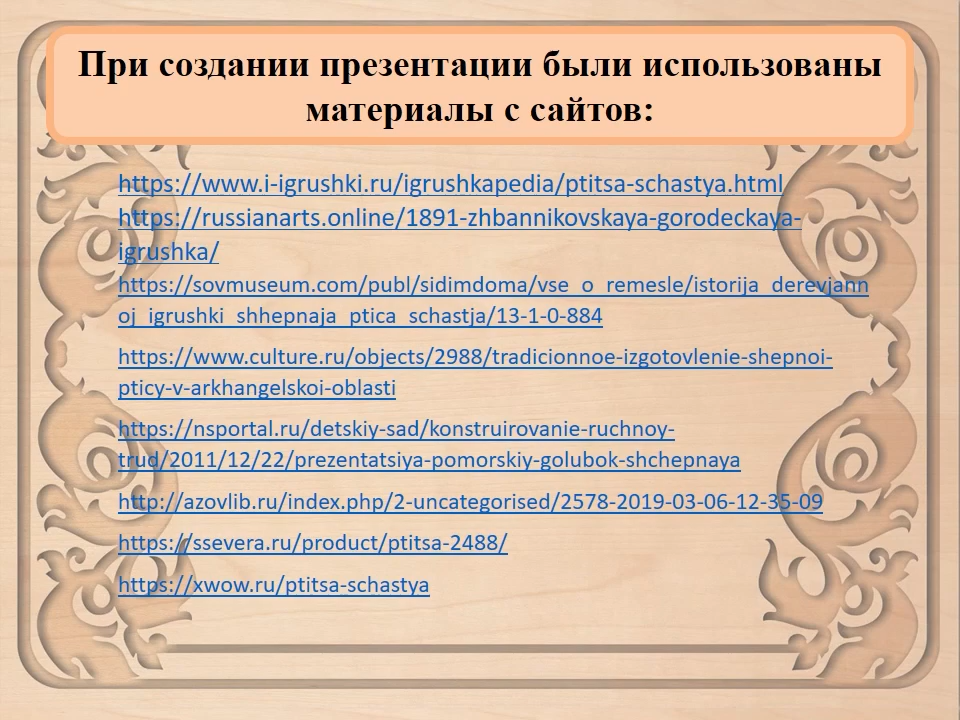 При создании презентации были использованы
материалы с сайтов:
https://www.i-igrushki.ru/igrushkapedia/ptitsa-schastya.html
https://russianarts.online/1891-zhbannikovskaya-gorodeckaya-
igrushka/
https://sovmuseum.com/publ/sidimdoma/vse_o_remesle/istorija_derevjann
oj_igrushki_shhepnaja_ptica_schastja/13-1-0-884
https://www.culture.ru/objects/2988/tradicionnoe-izgotovlenie-shepnoi-
pticy-v-arkhangelskoi-oblasti
https://nsportal.ru/detskiy-sad/konstruirovanie-ruchnoy-
trud/2011/12/22/prezentatsiya-pomorskiy-golubok-shchepnaya
http://azovlib.ru/index.php/2-uncategorised/2578-2019-03-06-12-35-09
https://ssevera.ru/product/ptitsa-2488/
https://xwow.ru/ptitsa-schastya